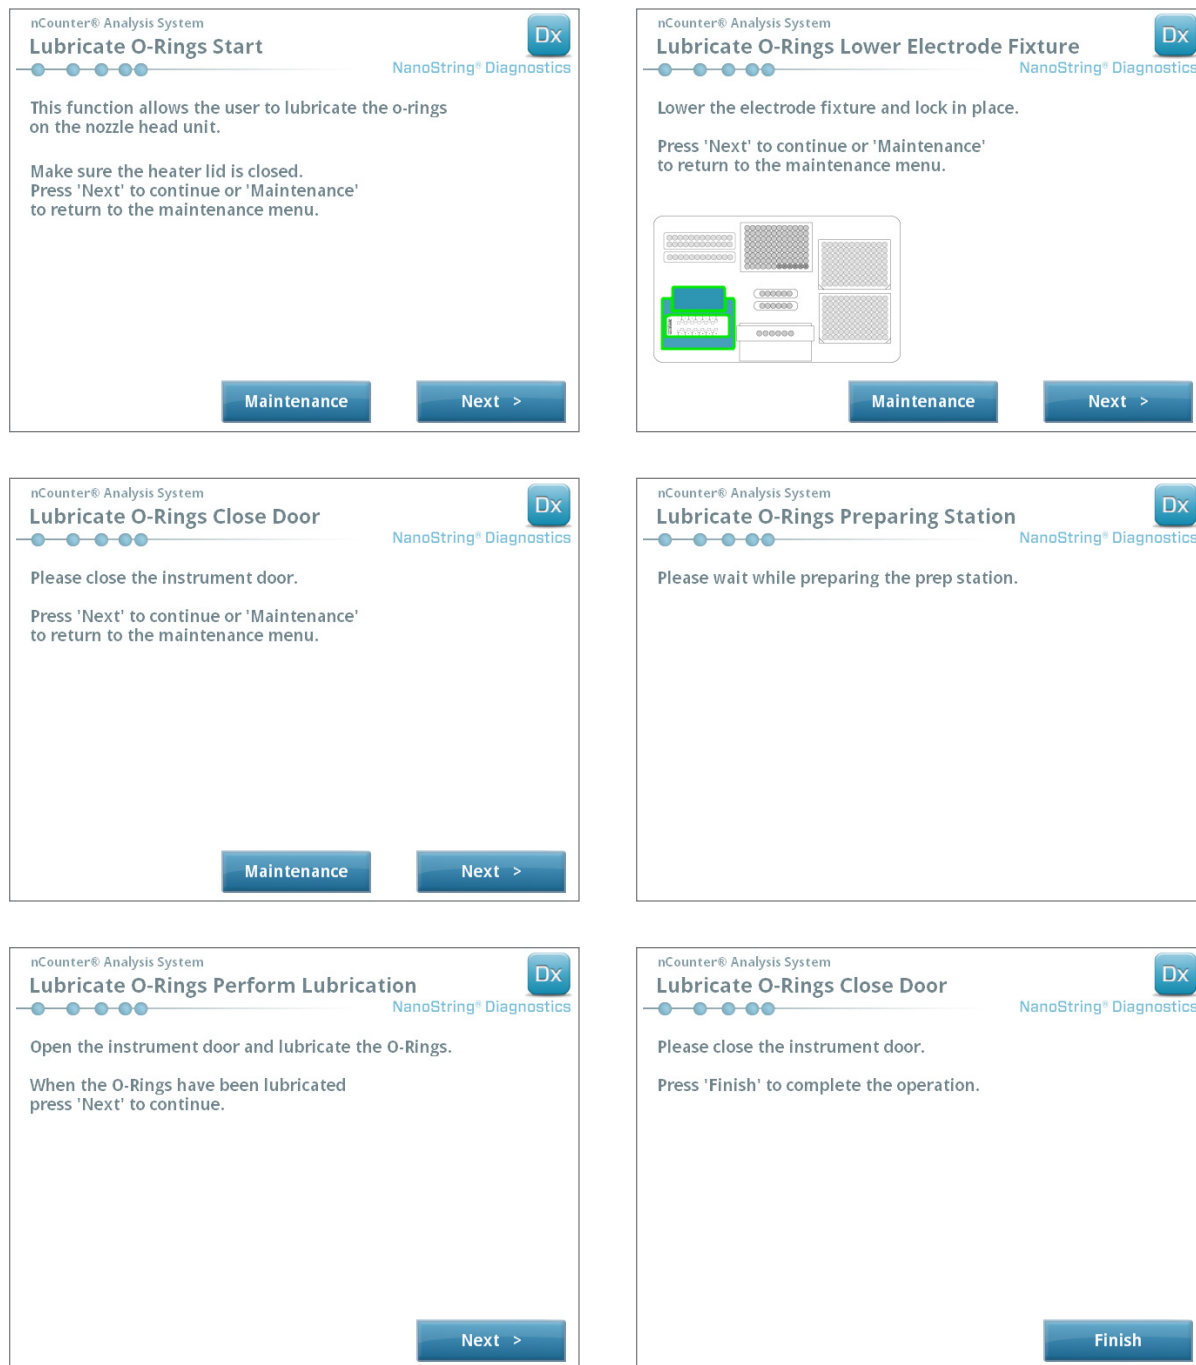 nCounter® Analysis System
Lubricate O-Rings Start
Dx
NanoString® Diagnostics
This function allows the user to lubricate the o-rings
on the nozzle head unit.
Make sure the heater lid is closed.
Press 'Next' to continue or 'Maintenance'
to return to the maintenance menu.
Maintenance
Next >
nCounter® Analysis System
Lubricate O-Rings Lower Electrode Fixture
Dx
NanoString® Diagnostics
Lower the electrode fixture and lock in place.
Press 'Next' to continue or 'Maintenance'
to return to the maintenance menu.
Maintenance
Next >
nCounter® Analysis System
Lubricate O-Rings Close Door
Dx
NanoString® Diagnostics
Please close the instrument door.
Press 'Next' to continue or 'Maintenance'
to return to the maintenance menu.
Maintenance
Next >
nCounter® Analysis System
Lubricate O-Rings Preparing Station
Dx
NanoString® Diagnostics
Please wait while preparing the prep station.
nCounter® Analysis System
Lubricate O-Rings Perform Lubrication
Dx
NanoString® Diagnostics
Open the instrument door and lubricate the O-Rings.
When the O-Rings have been lubricated
press 'Next' to continue.
Next >
nCounter® Analysis System
Lubricate O-Rings Close Door
Dx
NanoString® Diagnostics
Please close the instrument door.
Press 'Finish' to complete the operation.
Finish